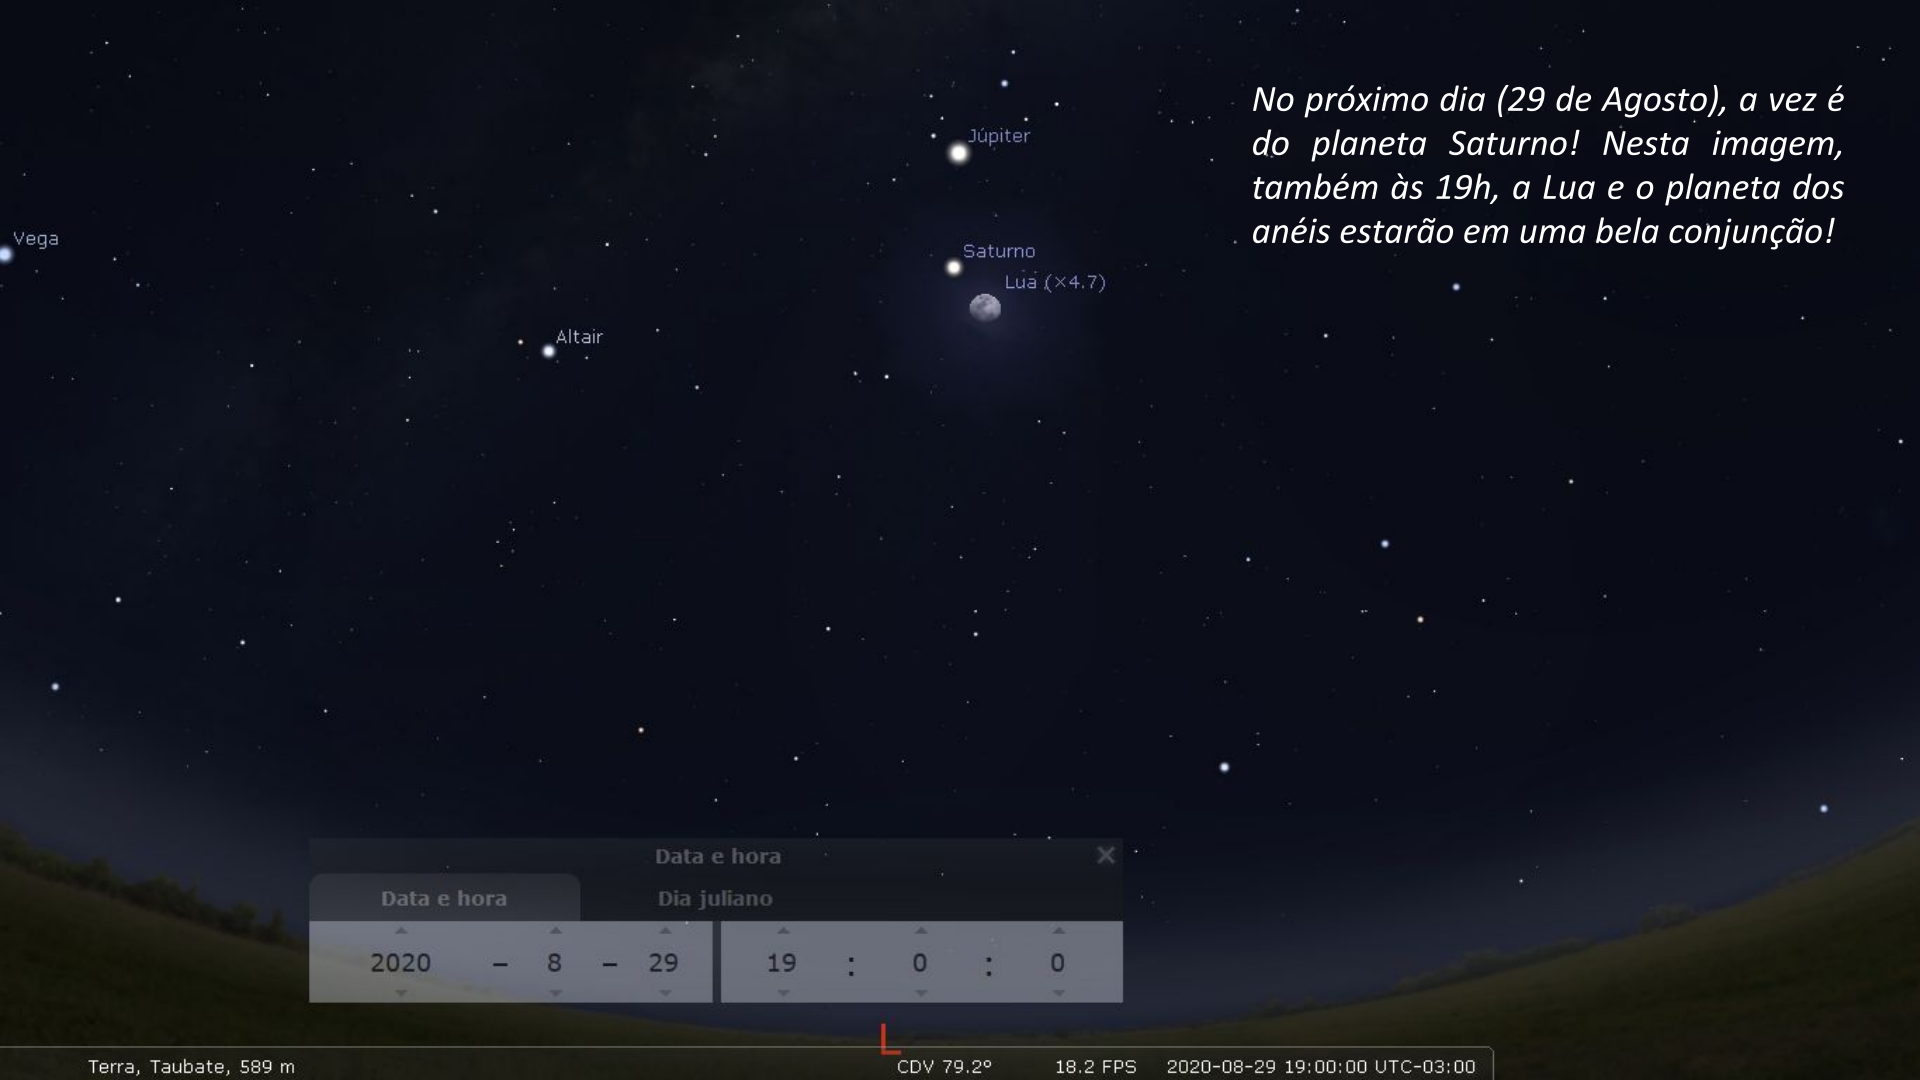 No próximo dia (29 de Agosto), a vez é
do planeta Saturno! Nesta imagem,
também às 19h, a Lua e o planeta dos
anéis estarão em uma bela conjunção!
Júpiter
Vega
Saturno
Lua (×4.7)
Altair
Data e hora
Data e hora Dia juliano
2020 – 8 – 29 19 : 0 : 0
L
Terra, Taubate, 589 m CDV 79.2° 18.2 FPS 2020-08-29 19:00:00 UTC-03:00